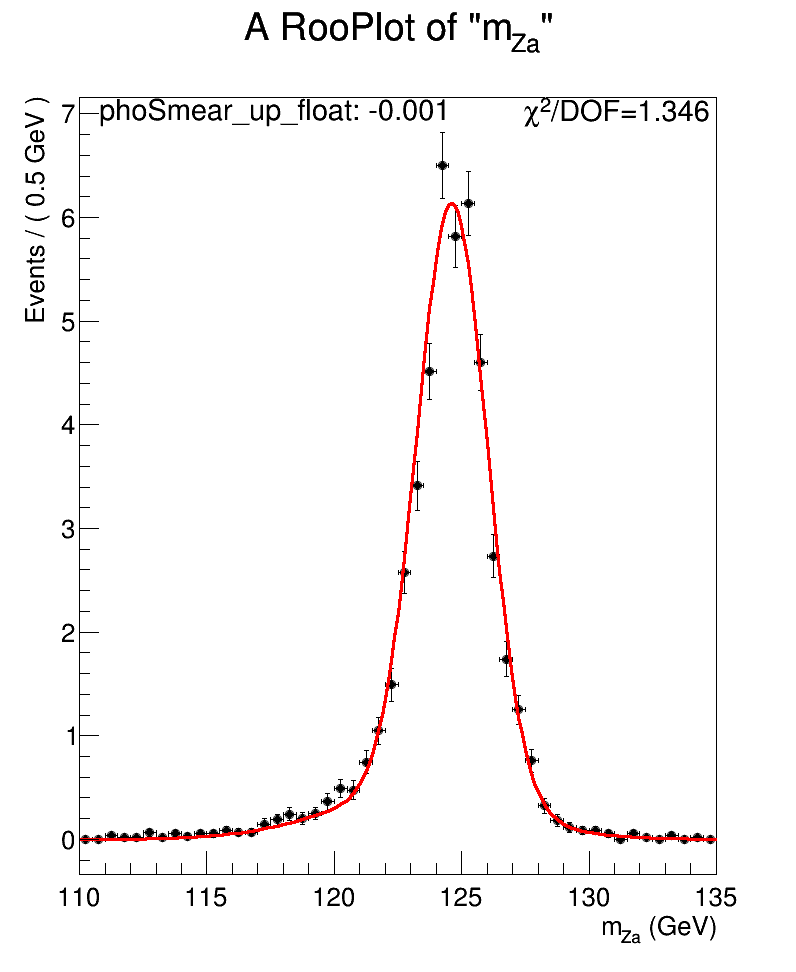 A RooPlot of "m_Za"
phoSmear_up_float: -0.001
χ²/DOF=1.346
Events / ( 0.5 GeV )
7
6
5
4
3
2
1
0
110 115 120 125 130 135
m_Za (GeV)